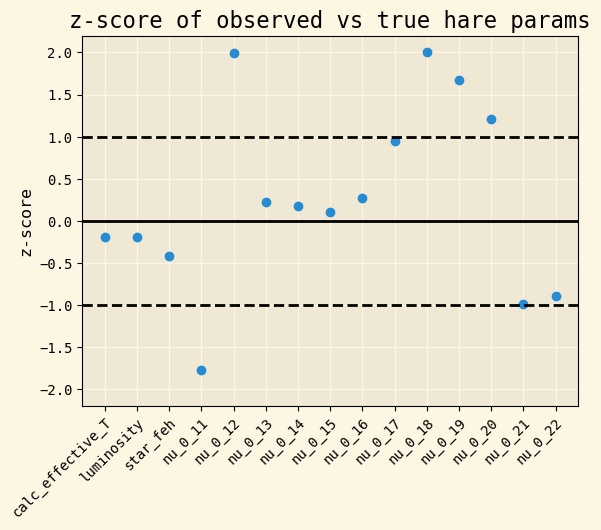 z-score of observed vs true hare params
z-score
2.0
1.5
1.0
0.5
0.0
−0.5
−1.0
−1.5
−2.0
calc_effective_T
luminosity
star_feh
nu_0_11
nu_0_12
nu_0_13
nu_0_14
nu_0_15
nu_0_16
nu_0_17
nu_0_18
nu_0_19
nu_0_20
nu_0_21
nu_0_22